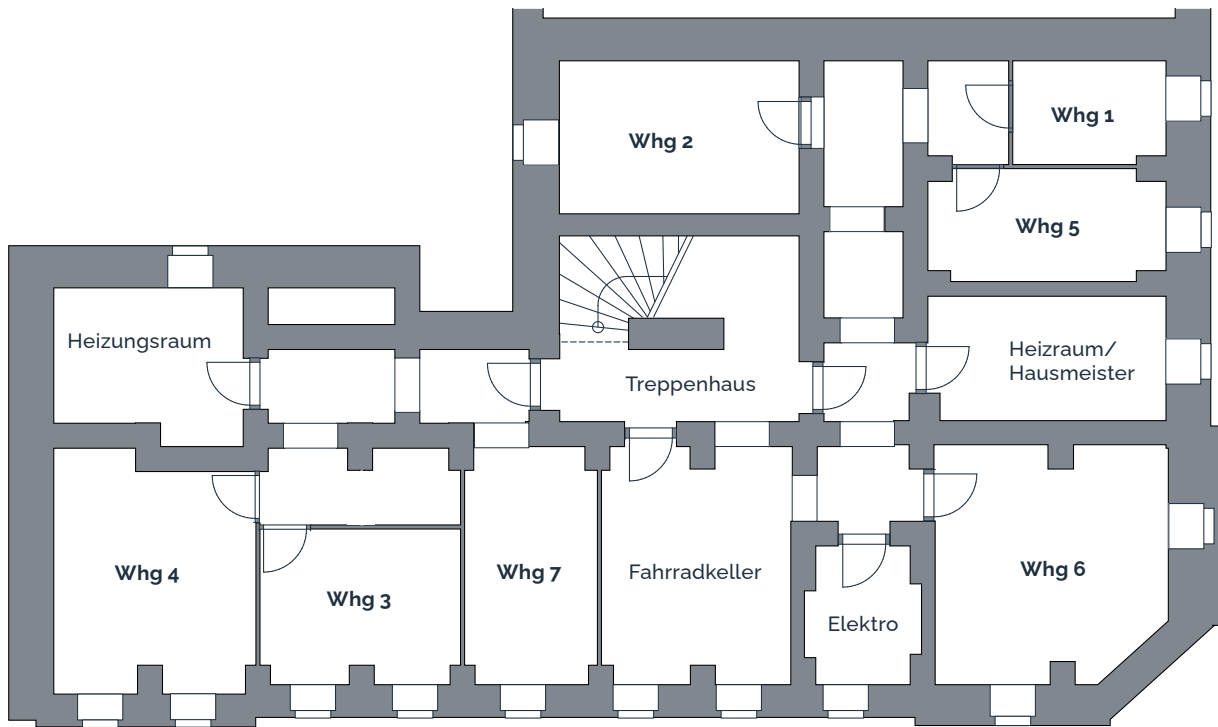 Whg 1
Whg 2
Whg 5
Heizungsraum
Heizraum/
Hausmeister
Treppenhaus
Whg 4
Whg 3
Whg 7
Fahrradkeller
Elektro
Whg 6